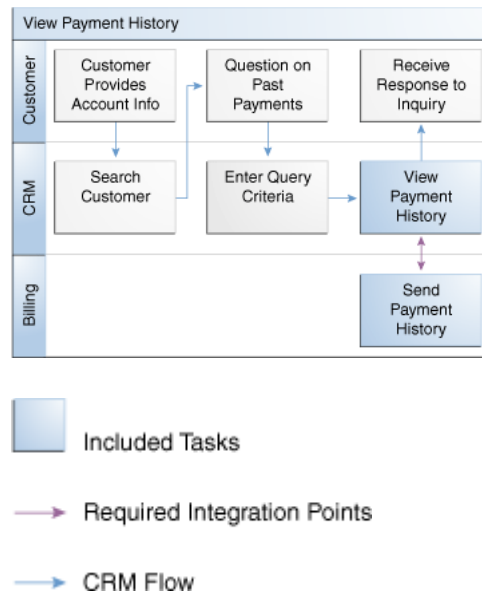 View Payment History
Customer
Customer
Provides
Account Info
Question on
Past
Payments
Receive
Response to
Inquiry
CRM
Search
Customer
Enter Query
Criteria
View
Payment
History
Billing
Send
Payment
History
Included Tasks
Required Integration Points
CRM Flow